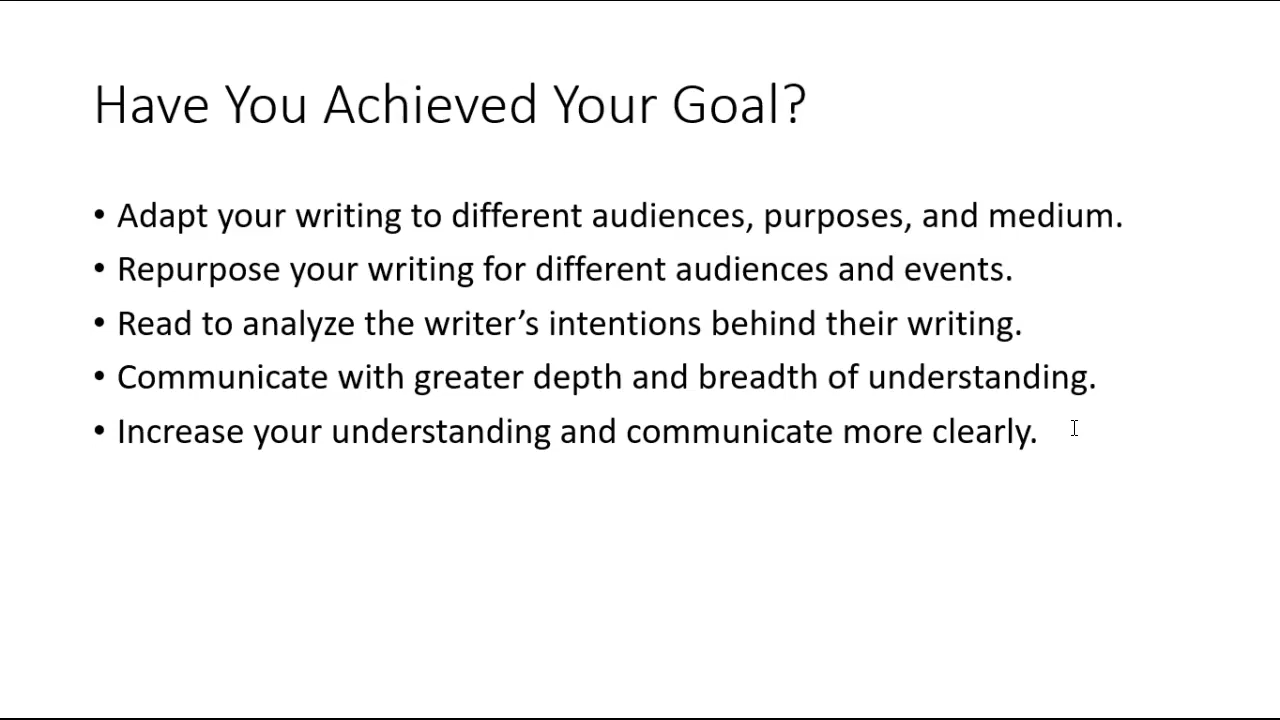 Have You Achieved Your Goal?
• Adapt your writing to different audiences, purposes, and medium.
• Repurpose your writing for different audiences and events.
• Read to analyze the writer’s intentions behind their writing.
• Communicate with greater depth and breadth of understanding.
• Increase your understanding and communicate more clearly.